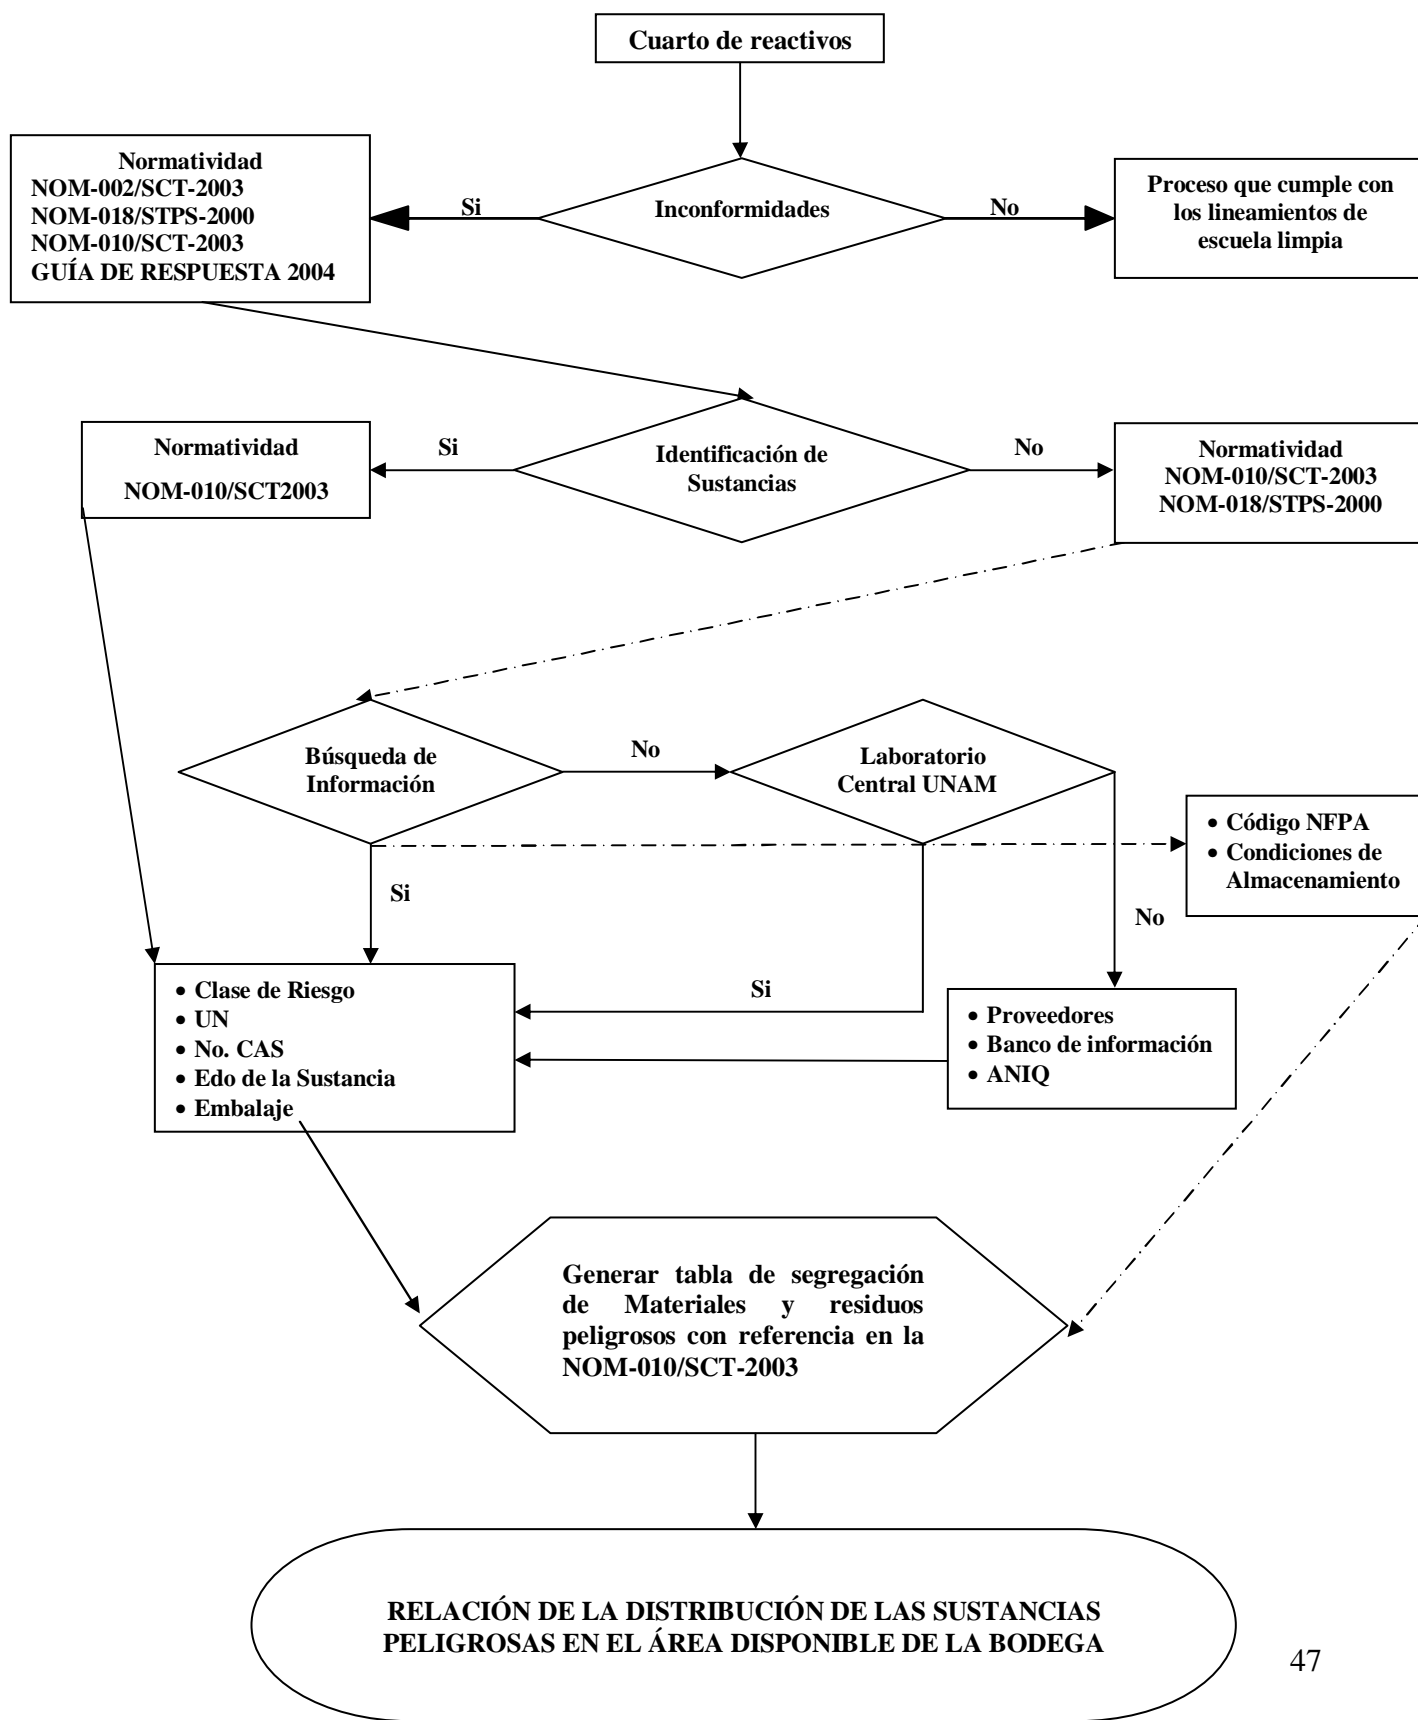 Cuarto de reactivos
Normatividad
NOM-002/SCT-2003
NOM-018/STPS-2000
NOM-010/SCT-2003
GUÍA DE RESPUESTA 2004
Si
Inconformidades
No
Proceso que cumple con
los lineamientos de
escuela limpia
Normatividad
NOM-010/SCT2003
Si
Identificación de
Sustancias
No
Normatividad
NOM-010/SCT-2003
NOM-018/STPS-2000
Búsqueda de
Información
No
Laboratorio
Central UNAM
• Código NFPA
• Condiciones de
Almacenamiento
Si
No
• Clase de Riesgo
• UN
• No. CAS
• Edo de la Sustancia
• Embalaje
Si
• Proveedores
• Banco de información
• ANIQ
Generar tabla de segregación
de Materiales y residuos
peligrosos con referencia en la
NOM-010/SCT-2003
RELACIÓN DE LA DISTRIBUCIÓN DE LAS SUSTANCIAS
PELIGROSAS EN EL ÁREA DISPONIBLE DE LA BODEGA
47